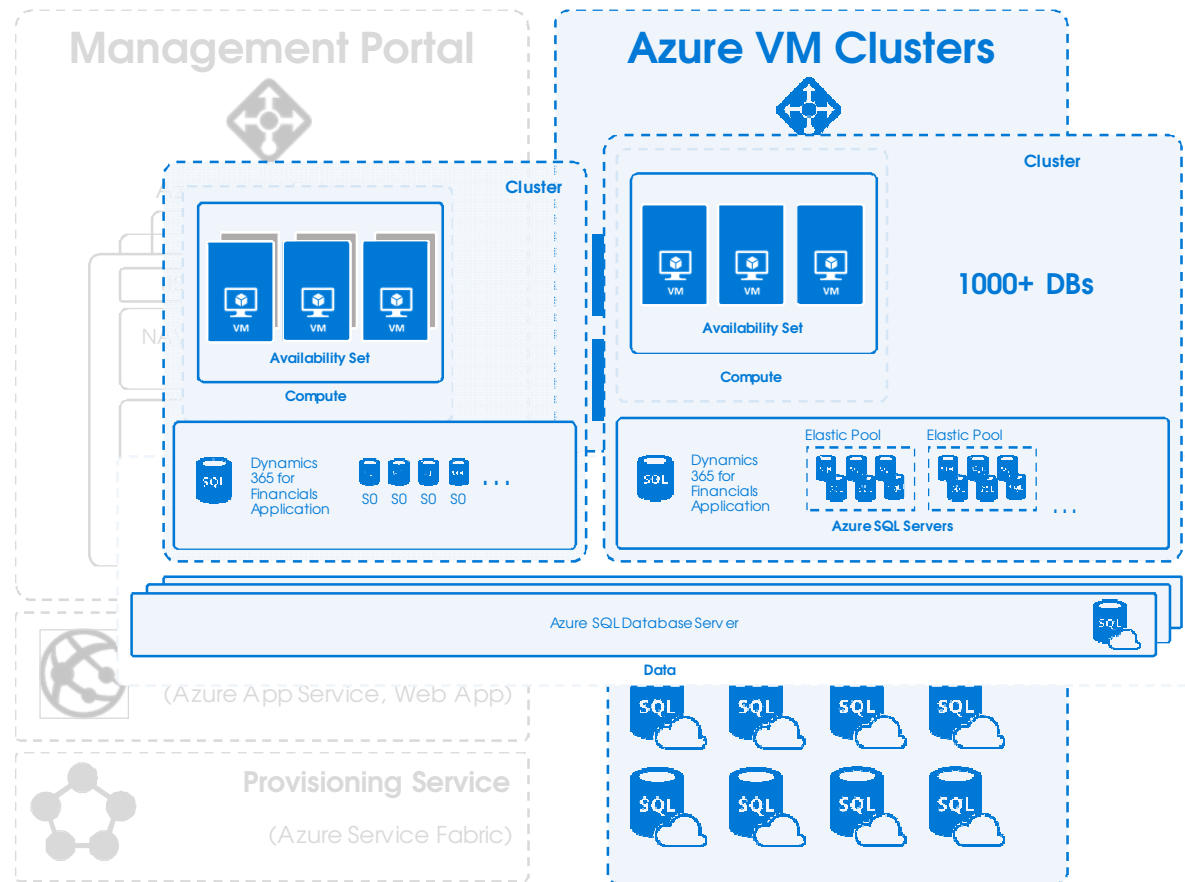 Management Portal
Azure VM Clusters
Cluster
Cluster
VM
VM
VM
Availability Set
Compute
VM
VM
VM
Availability Set
Compute
1000+ DBs
NA
SQL
Dynamics
365 for
Financials
Application
S0 S0 S0 S0 ...
SQL
Dynamics
365 for
Financials
Application
Elastic Pool
Elastic Pool
...
Azure SQL Servers
Azure SQL Database Server
SQL
Data
(Azure App Service, Web App)
SQL SQL SQL SQL
SQL SQL SQL SQL
Provisioning Service
(Azure Service Fabric)